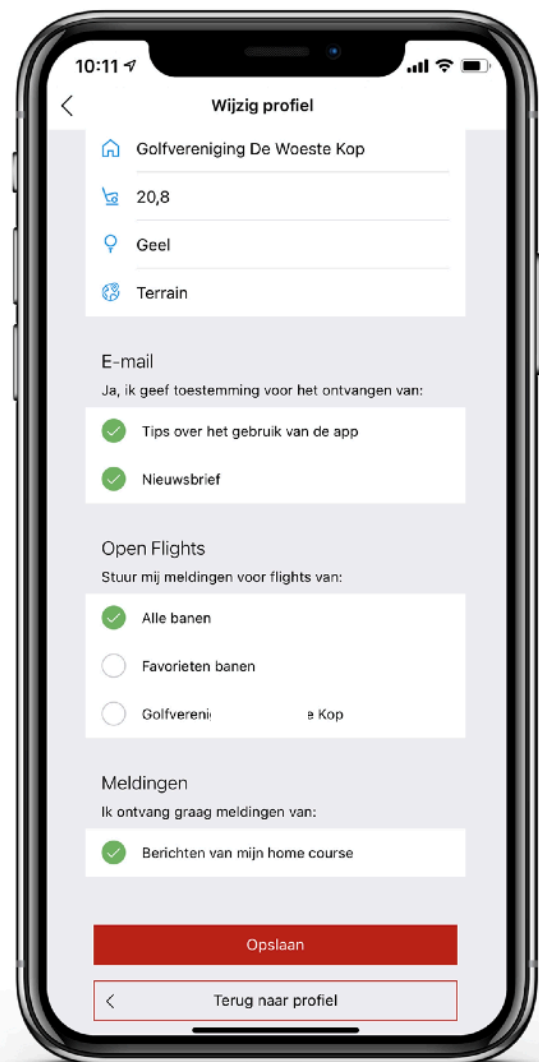 10:11
Wijzig profiel
Golfvereniging De Woeste Kop
20,8
Geel
Terrain
E-mail
Ja, ik geef toestemming voor het ontvangen van:
Tips over het gebruik van de app
Nieuwsbrief
Open Flights
Stuur mij meldingen voor flights van:
Alle banen
Favorieten banen
Kop
Meldingen
Ik ontvang graag meldingen van:
Berichten van mijn home course
Opslaan
Terug naar profiel